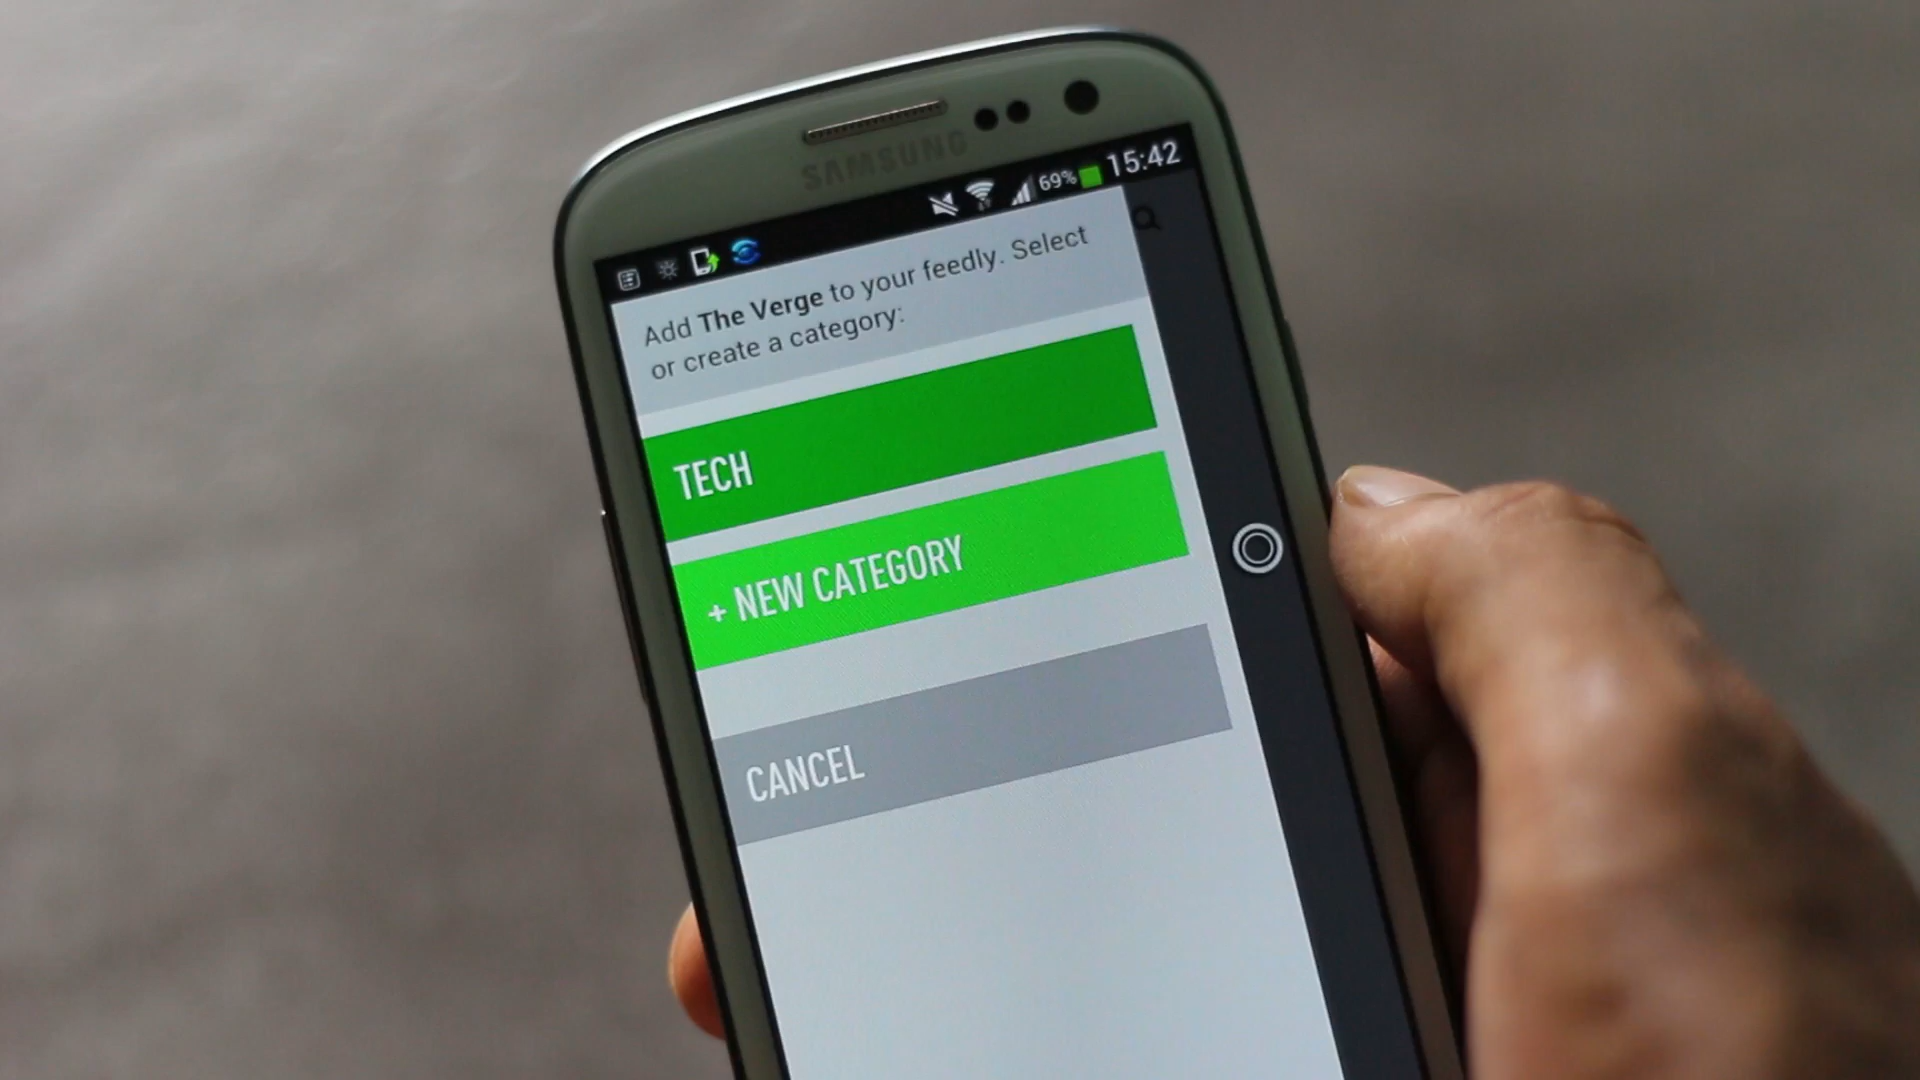 SAMSUNG
69% 15:42
Add The Verge to your feedly. Select
or create a category:
TECH
+ NEW CATEGORY
CANCEL